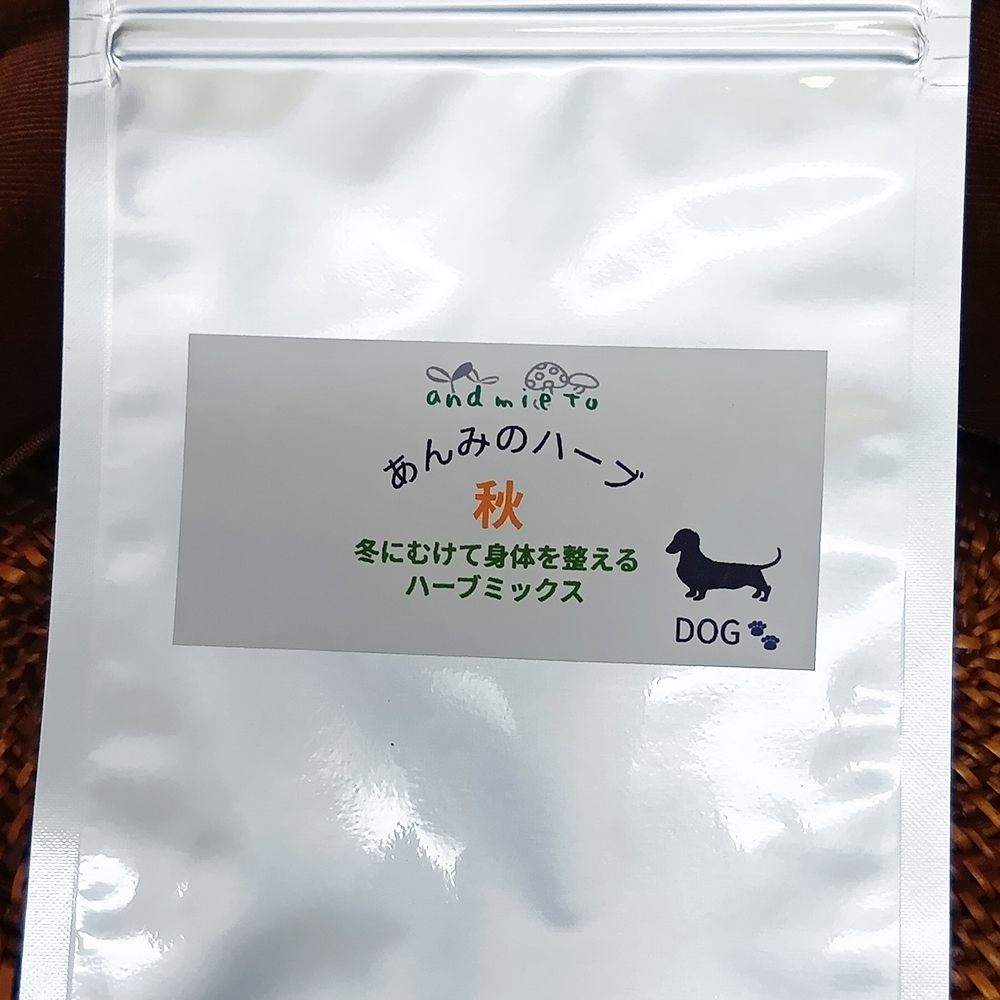 and mie tu
あんみのハーブ
秋
冬にむけて身体を整える
ハーブミックス
DOG